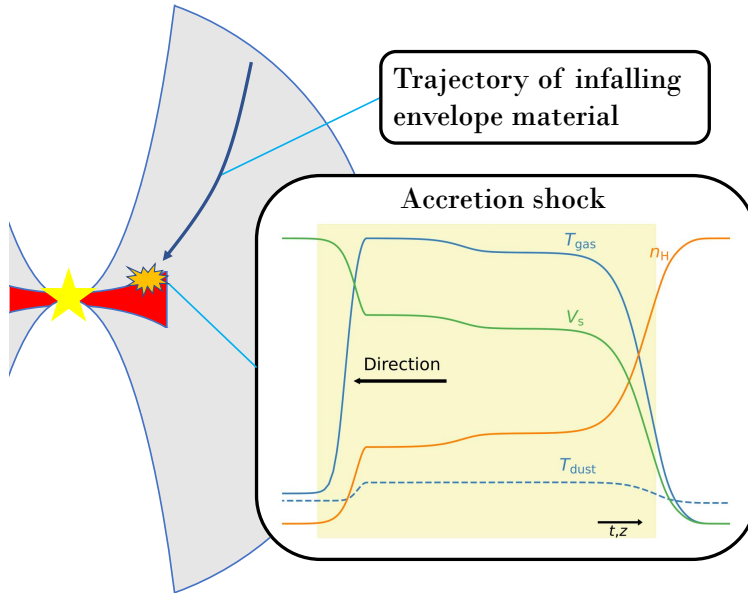 Trajectory of infalling
envelope material
Accretion shock
T_gas
n_H
V_s
Direction
T_dust
t,z